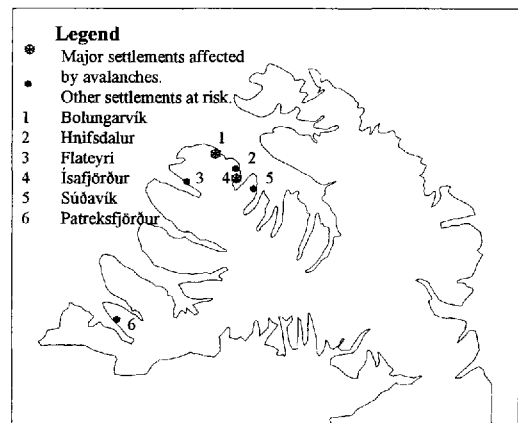 Legend
Major settlements affected
by avalanches.
Other settlements at risk.
1 Bolungarvík
2 Hnifsdalur
3 Flateyri
4 Ísafjörður
5 Súðavík
6 Patreksfjörður
1
2
3
4
5
6